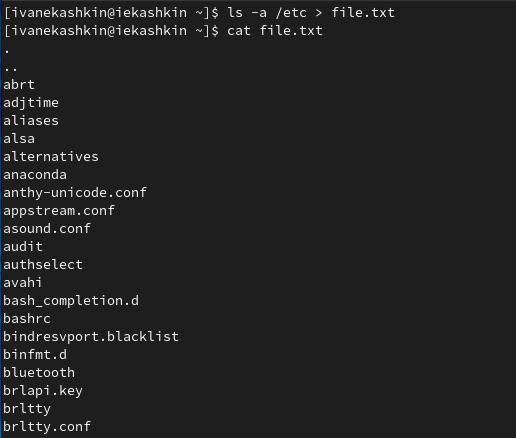 [ivanekashkin@iekashkin ~]$ ls -a /etc > file.txt
[ivanekashkin@iekashkin ~]$ cat file.txt
.
..
abrt
adjtime
aliases
alsa
alternatives
anaconda
anthy-unicode.conf
appstream.conf
asound.conf
audit
authselect
avahi
bash_completion.d
bashrc
bindresvport.blacklist
binfmt.d
bluetooth
brlapi.key
brltty
brltty.conf